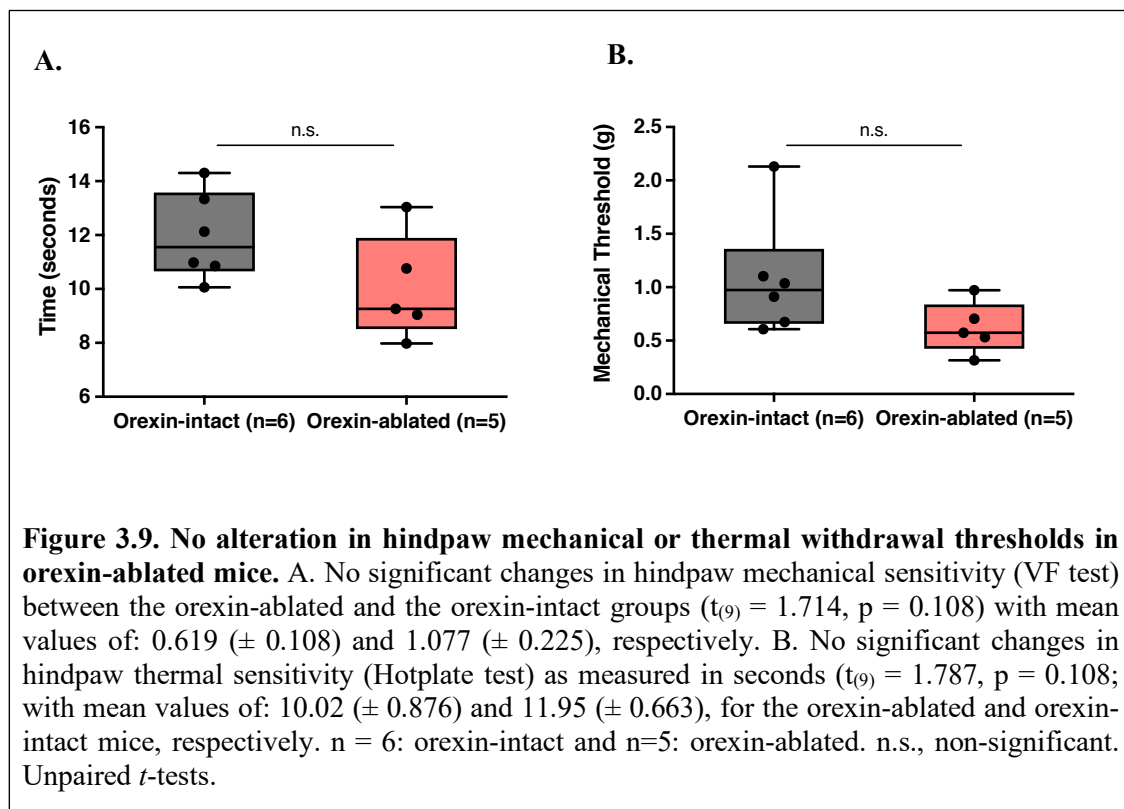 A.
B.
n.s.
Time (seconds)
16
14
12
10
8
6
Orexin-intact (n=6) Orexin-ablated (n=5)
n.s.
Mechanical Threshold (g)
2.5
2.0
1.5
1.0
0.5
0.0
Orexin-intact (n=6) Orexin-ablated (n=5)
Figure 3.9. No alteration in hindpaw mechanical or thermal withdrawal thresholds in
orexin-ablated mice. A. No significant changes in hindpaw mechanical sensitivity (VF test)
between the orexin-ablated and the orexin-intact groups (t(9) = 1.714, p = 0.108) with mean
values of: 0.619 (± 0.108) and 1.077 (± 0.225), respectively. B. No significant changes in
hindpaw thermal sensitivity (Hotplate test) as measured in seconds (t(9) = 1.787, p = 0.108;
with mean values of: 10.02 (± 0.876) and 11.95 (± 0.663), for the orexin-ablated and orexin-
intact mice, respectively. n = 6: orexin-intact and n=5: orexin-ablated. n.s., non-significant.
Unpaired t-tests.